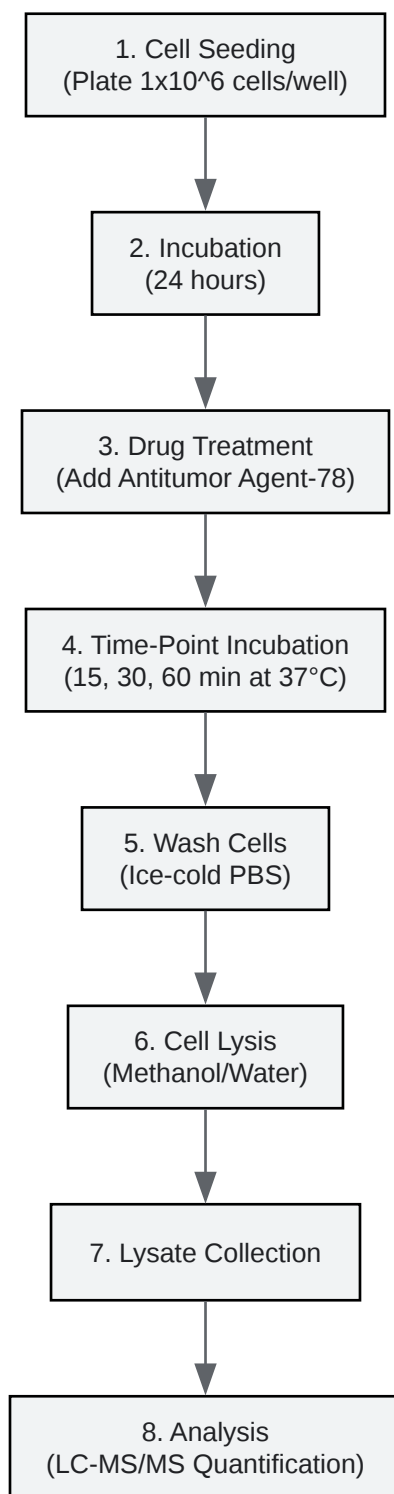 1. Cell Seeding
(Plate 1x10^6 cells/well)
2. Incubation
(24 hours)
3. Drug Treatment
(Add Antitumor Agent-78)
4. Time-Point Incubation
(15, 30, 60 min at 37°C)
5. Wash Cells
(Ice-cold PBS)
6. Cell Lysis
(Methanol/Water)
7. Lysate Collection
8. Analysis
(LC-MS/MS Quantification)